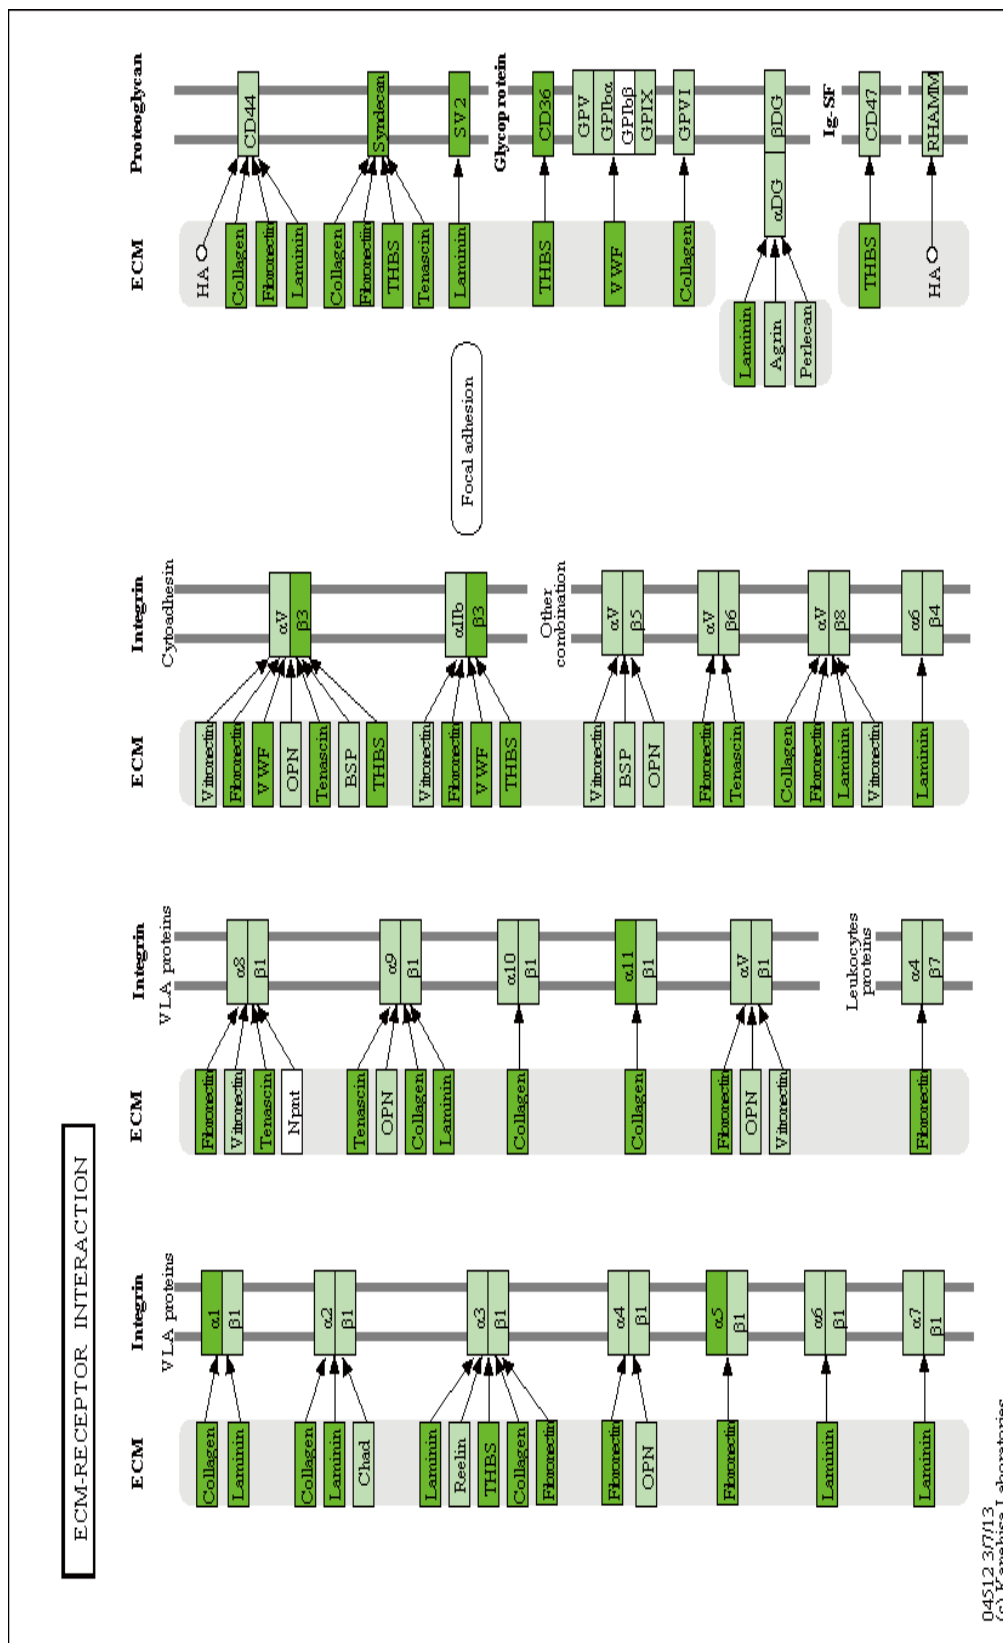 ECM-RECEPTOR INTERACTION
ECM
Integrin
VLA proteins
Collagen
Laminin
α1
β1
Collagen
Laminin
Chad
α2
β1
Laminin
Reelin
THBS
Collagen
Fibronectin
α3
β1
Fibronectin
OPN
α4
β1
Fibronectin
α5
β1
Laminin
α6
β1
Laminin
α7
β1
ECM
Integrin
VLA proteins
Fibronectin
Vitronectin
Tenascin
Npnt
α8
β1
Tenascin
OPN
Collagen
Laminin
α9
β1
Collagen
α10
β1
Collagen
α11
β1
Fibronectin
OPN
Vitronectin
αV
β1
Leukocytes
proteins
Fibronectin
α4
β7
ECM
Integrin
Cytoadhesin
Vitronectin
Fibronectin
VWF
OPN
Tenascin
BSP
THBS
αV
β3
Vitronectin
Fibronectin
VWF
THBS
αIIb
β3
Other
combination
Vitronectin
BSP
OPN
αV
β5
Fibronectin
Tenascin
αV
β6
Collagen
Fibronectin
Laminin
Vitronectin
αV
β8
Laminin
α6
β4
Focal adhesion
ECM
Proteoglycan
HA
Collagen
Fibronectin
Laminin
CD44
Collagen
Fibronectin
THBS
Tenascin
Syndecan
Laminin
SV2
Glycoprotein
THBS
CD36
VWF
GPV
GPIbα
GPIbβ
GPIX
Collagen
GPVI
Laminin
Agrin
Perlecan
αDG
βDG
Ig-SF
THBS
CD47
HA
RHAMM
04512 3/7/13
(c) Kanehisa Laboratories